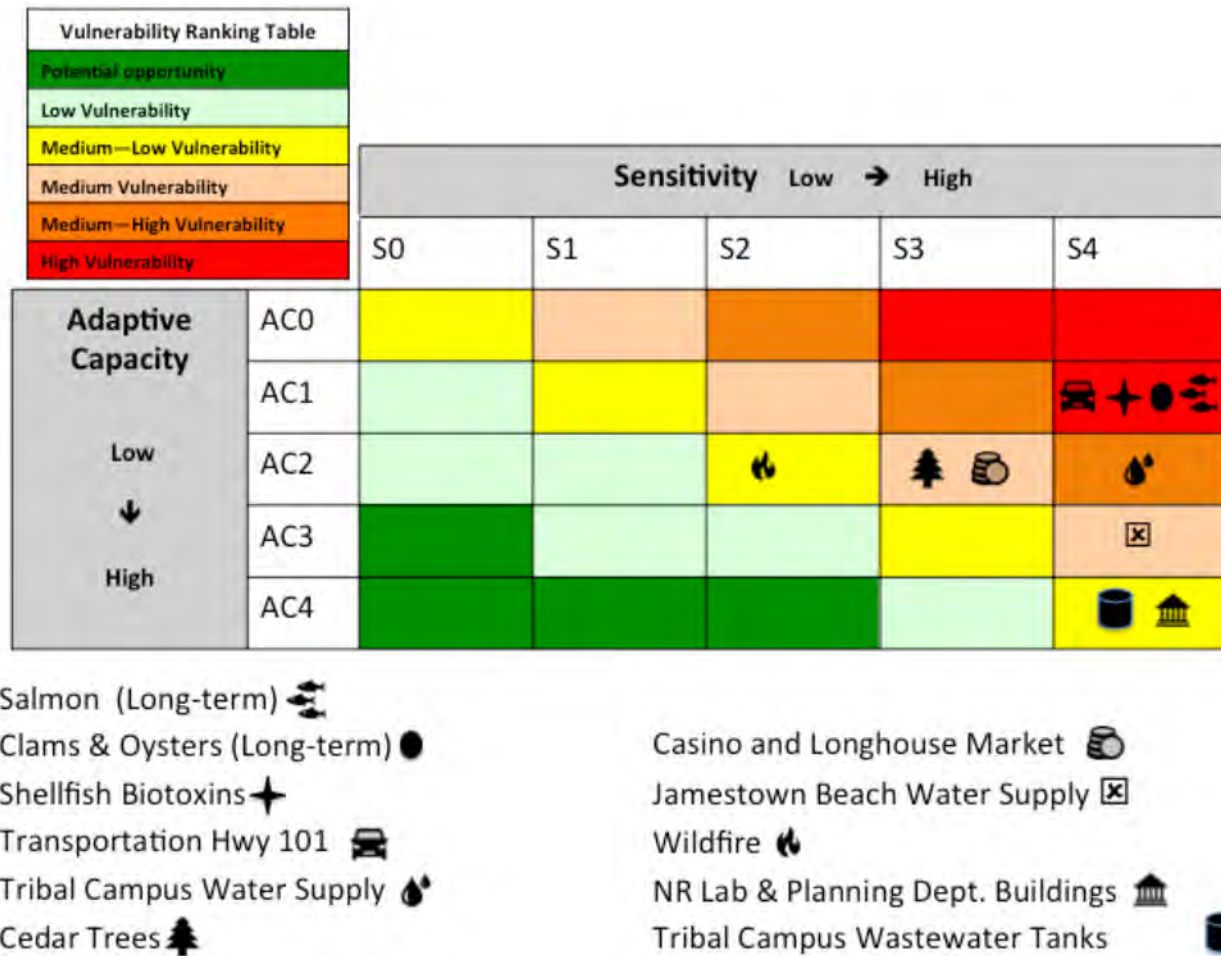 Vulnerability Ranking Table
Potential opportunity
Low Vulnerability
Medium—Low Vulnerability
Medium Vulnerability
Medium—High Vulnerability
High Vulnerability
Sensitivity Low ➔ High
S0 S1 S2 S3 S4
Adaptive
Capacity
Low
↓
High
AC0
AC1
AC2
AC3
AC4
Salmon (Long-term)
Clams & Oysters (Long-term)
Shellfish Biotoxins
Transportation Hwy 101
Tribal Campus Water Supply
Cedar Trees
Casino and Longhouse Market
Jamestown Beach Water Supply
Wildfire
NR Lab & Planning Dept. Buildings
Tribal Campus Wastewater Tanks